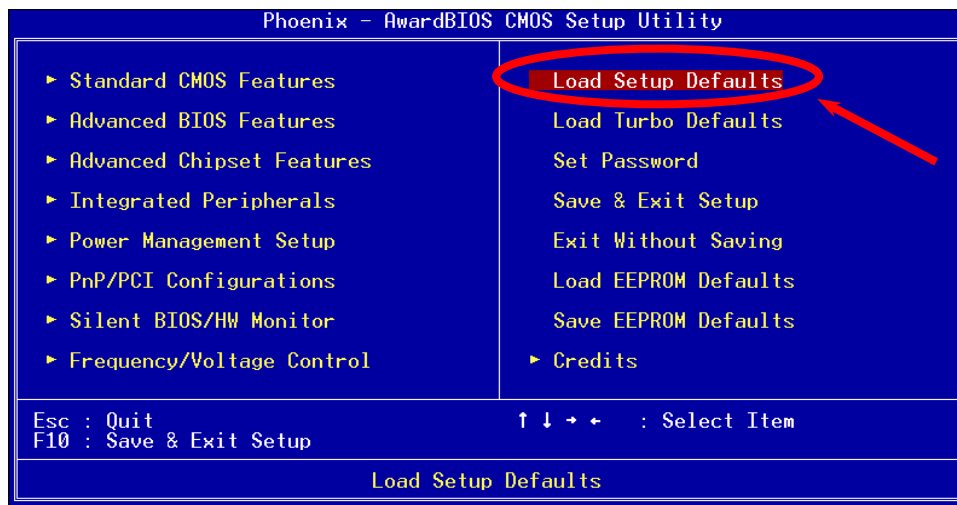 Phoenix - AwardBIOS CMOS Setup Utility
▶ Standard CMOS Features
▶ Advanced BIOS Features
▶ Advanced Chipset Features
▶ Integrated Peripherals
▶ Power Management Setup
▶ PnP/PCI Configurations
▶ Silent BIOS/HW Monitor
▶ Frequency/Voltage Control
Load Setup Defaults
Load Turbo Defaults
Set Password
Save & Exit Setup
Exit Without Saving
Load EEPROM Defaults
Save EEPROM Defaults
▶ Credits
Esc : Quit
F10 : Save & Exit Setup
↑ ↓ → ← : Select Item
Load Setup Defaults